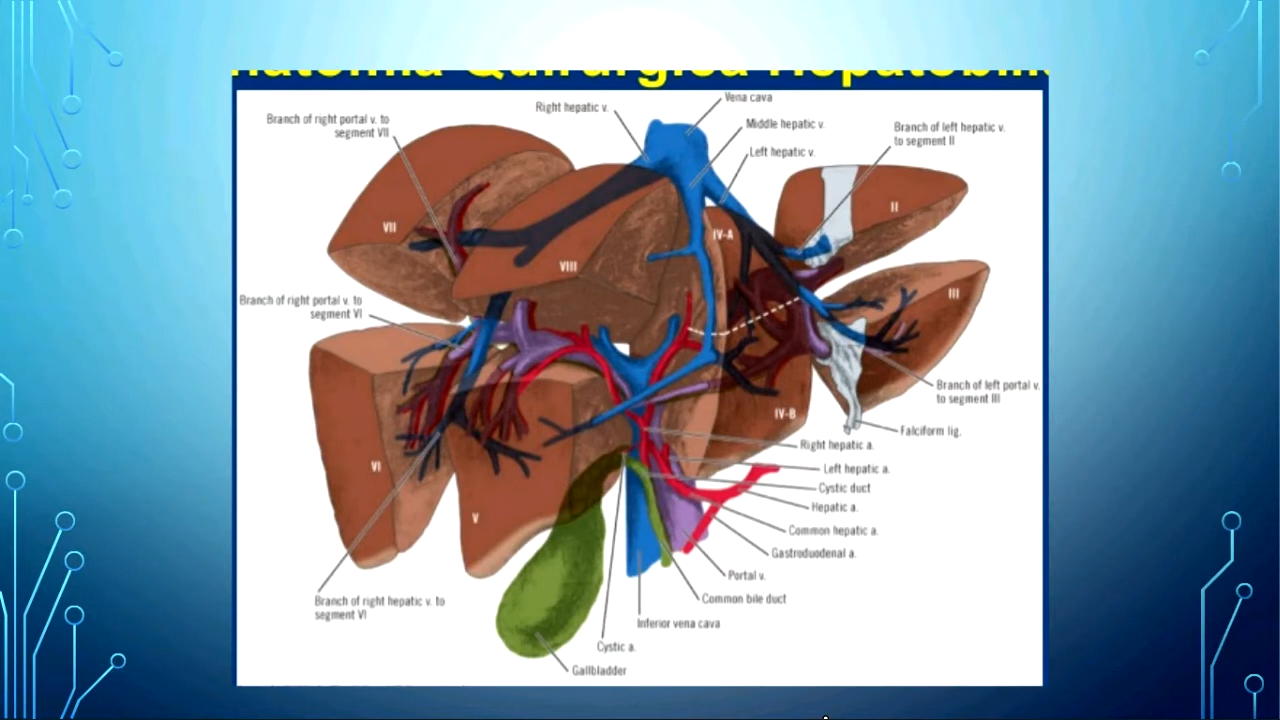 Anatomia Quirurgica Hepatobili
Vena cava
Right hepatic v.
Branch of right portal v. to
segment VII
Middle hepatic v.
Branch of left hepatic v.
to segment II
Left hepatic v.
II
VII
IV-A
VIII
III
Branch of right portal v. to
segment VI
Branch of left portal v.
to segment III
IV-B
Falciform lig.
Right hepatic a.
VI
Left hepatic a.
Cystic duct
Hepatic a.
V
Common hepatic a.
Gastroduodenal a.
Portal v.
Common bile duct
Branch of right hepatic v. to
segment VI
Inferior vena cava
Cystic a.
Gallbladder